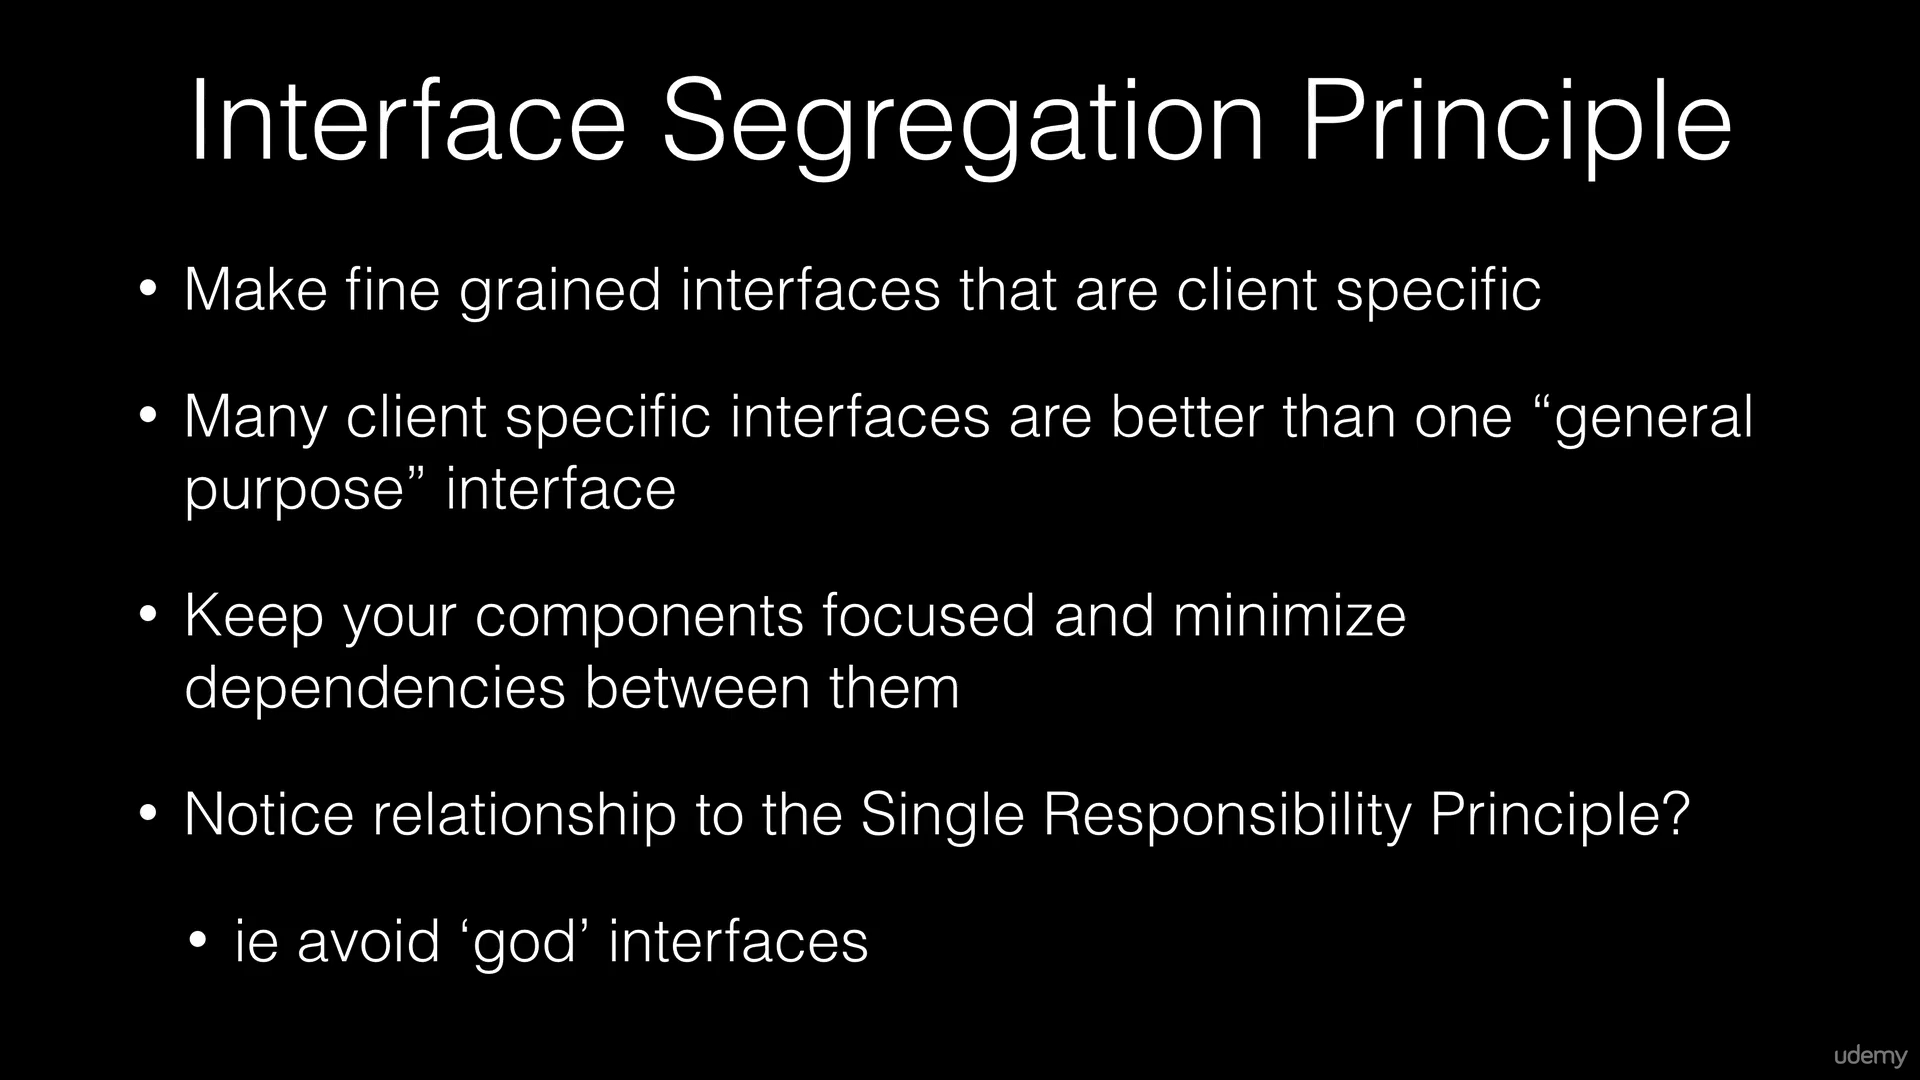 Interface Segregation Principle
• Make fine grained interfaces that are client specific
• Many client specific interfaces are better than one “general
purpose” interface
• Keep your components focused and minimize
dependencies between them
• Notice relationship to the Single Responsibility Principle?
• ie avoid ‘god’ interfaces
udemy